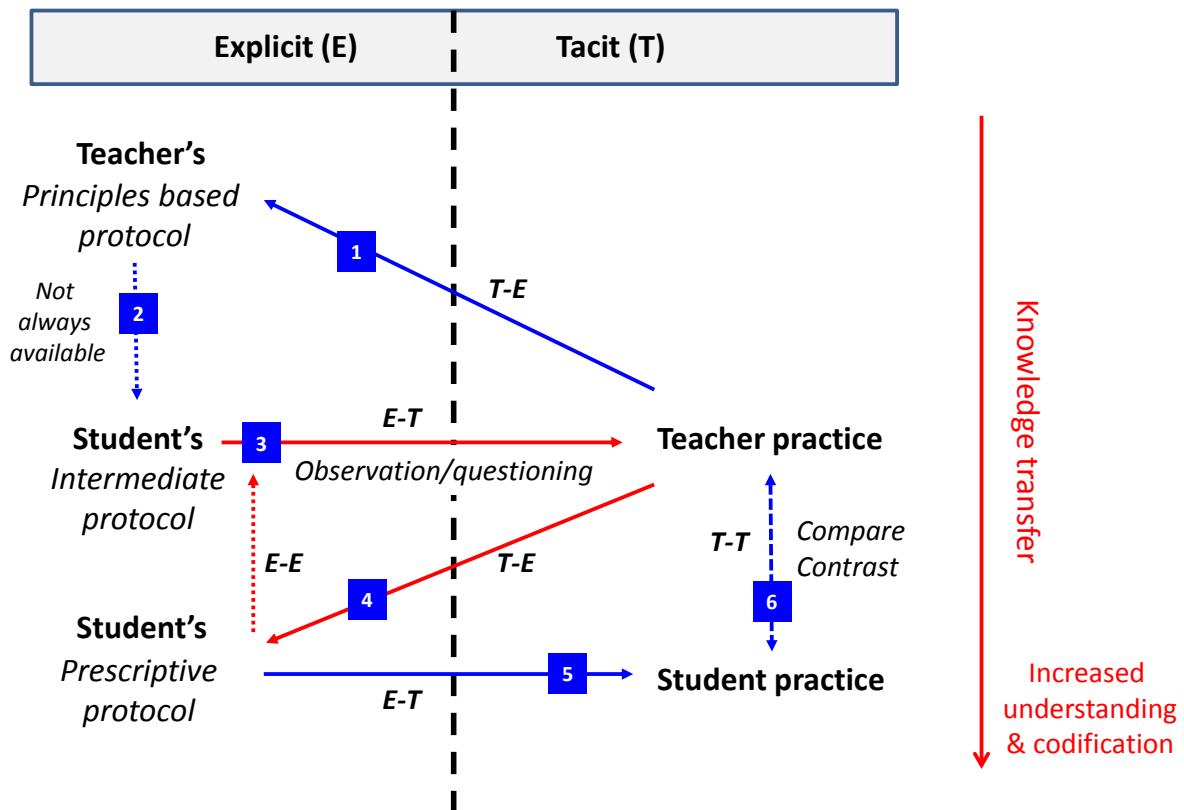 Explicit (E)
Tacit (T)
Teacher's
Principles based
protocol
1
T-E
Not
always
available
2
Student's
Intermediate
protocol
3
E-T
Observation/questioning
Teacher practice
E-E
4
T-E
T-T
Compare
Contrast
6
Student's
Prescriptive
protocol
E-T
5
Student practice
Knowledge transfer
Increased
understanding
& codification